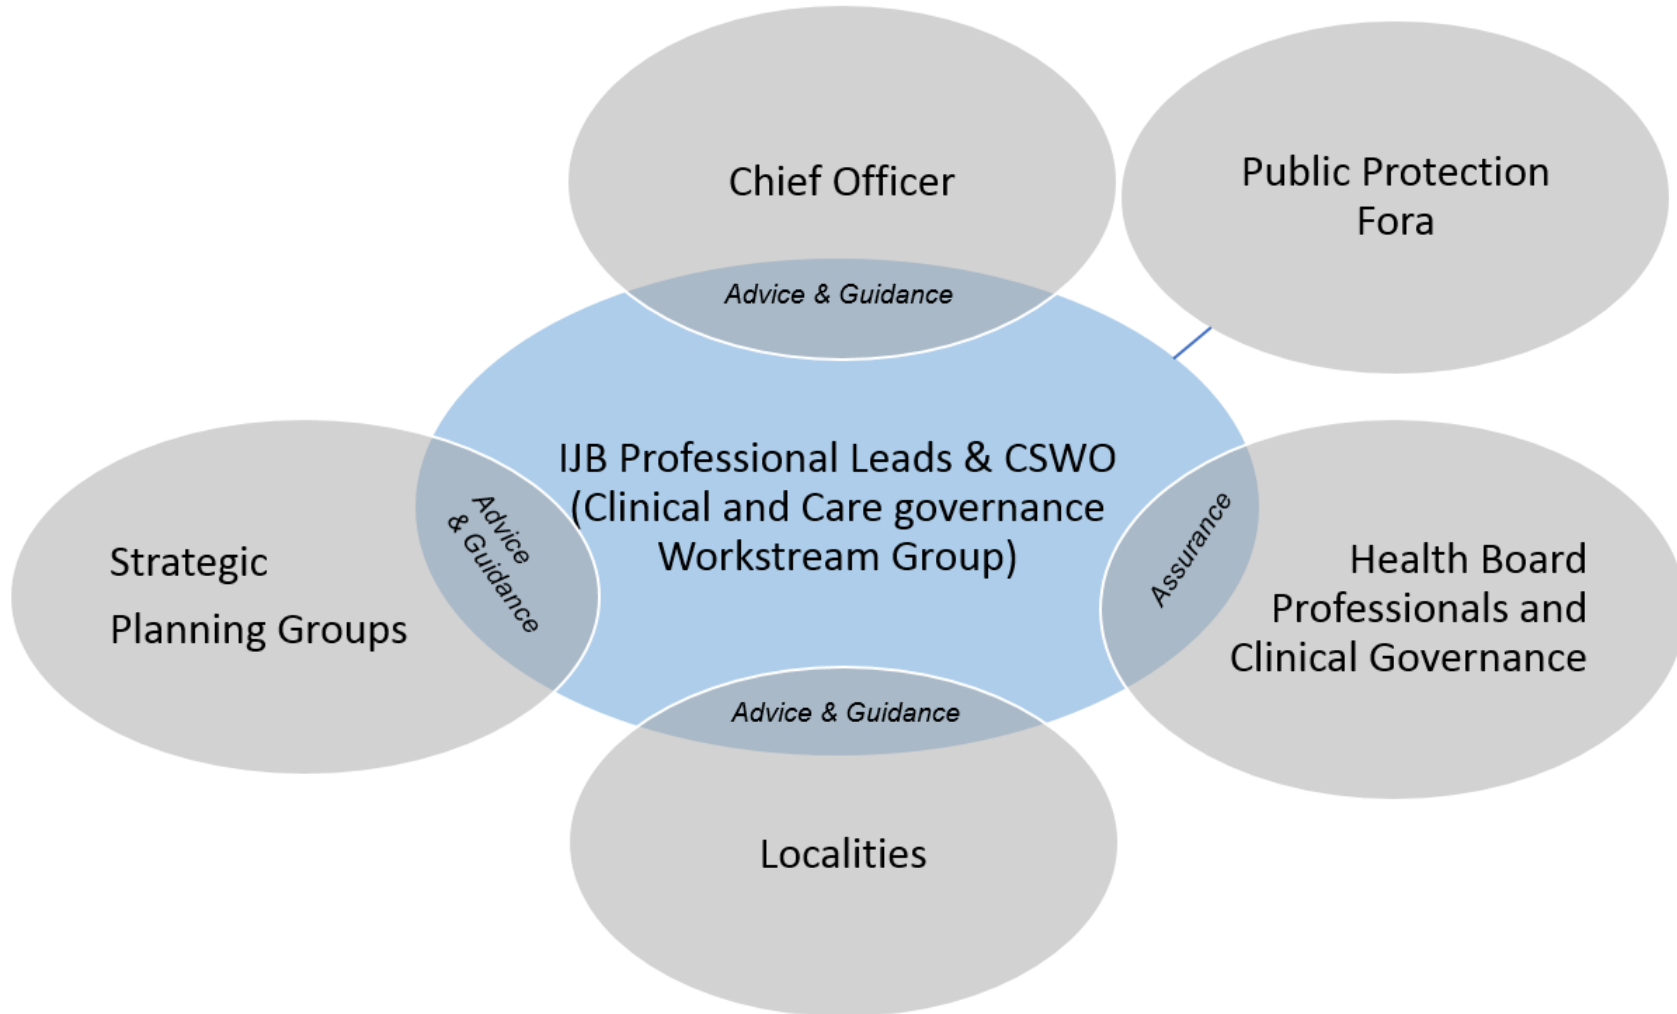 Chief Officer
Public Protection
Fora
Advice & Guidance
IJB Professional Leads & CSWO
(Clinical and Care governance
Workstream Group)
Advice
& Guidance
Assurance
Strategic
Planning Groups
Health Board
Professionals and
Clinical Governance
Advice & Guidance
Localities